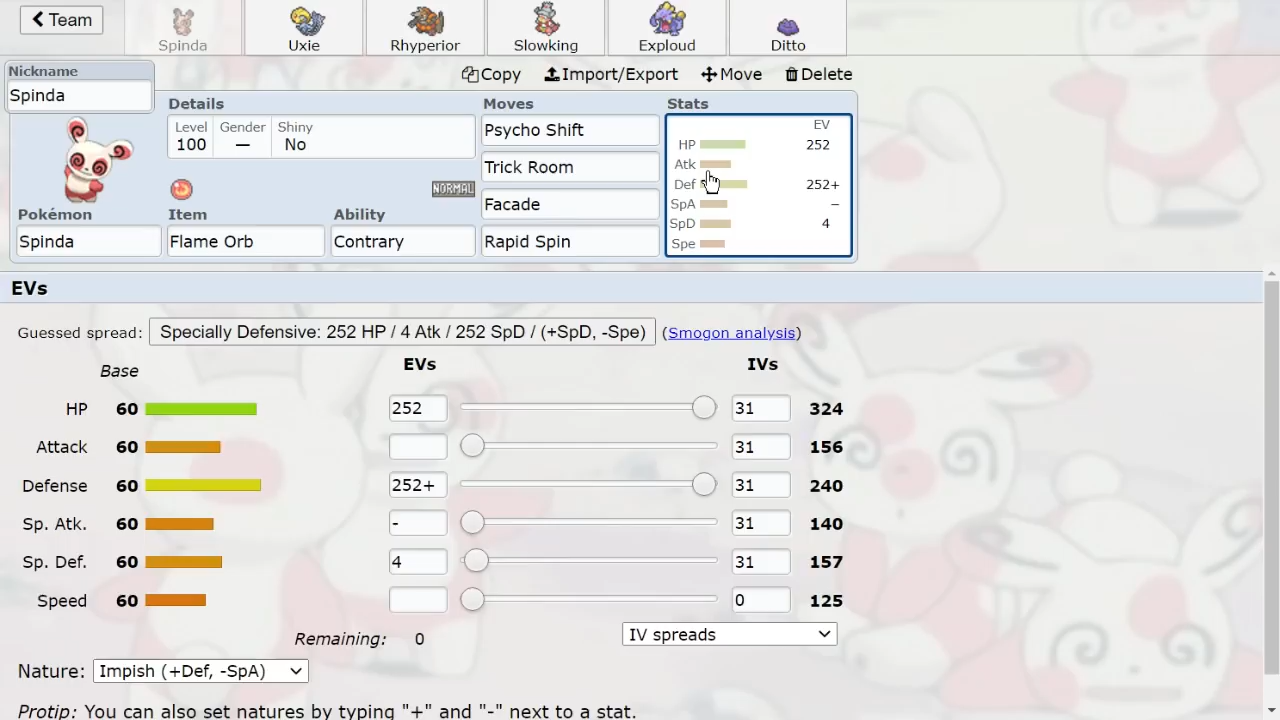 Team
Spinda
Uxie
Rhyperior
Slowking
Exploud
Ditto
Copy
Import/Export
Move
Delete
Nickname
Spinda
Details
Moves
Stats
Level
Gender
Shiny
100
—
No
Psycho Shift
Trick Room
Facade
Rapid Spin
EV
HP 252
Atk
Def 252+
SpA –
SpD 4
Spe
NORMAL
Pokémon
Item
Ability
Spinda
Flame Orb
Contrary
EVs
Guessed spread: Specially Defensive: 252 HP / 4 Atk / 252 SpD / (+SpD, -Spe) (Smogon analysis)
Base EVs IVs
HP 60 252 31 324
Attack 60 31 156
Defense 60 252+ 31 240
Sp. Atk. 60 - 31 140
Sp. Def. 60 4 31 157
Speed 60 0 125
Remaining: 0 IV spreads
Nature: Impish (+Def, -SpA)
Protip: You can also set natures by typing "+" and "-" next to a stat.